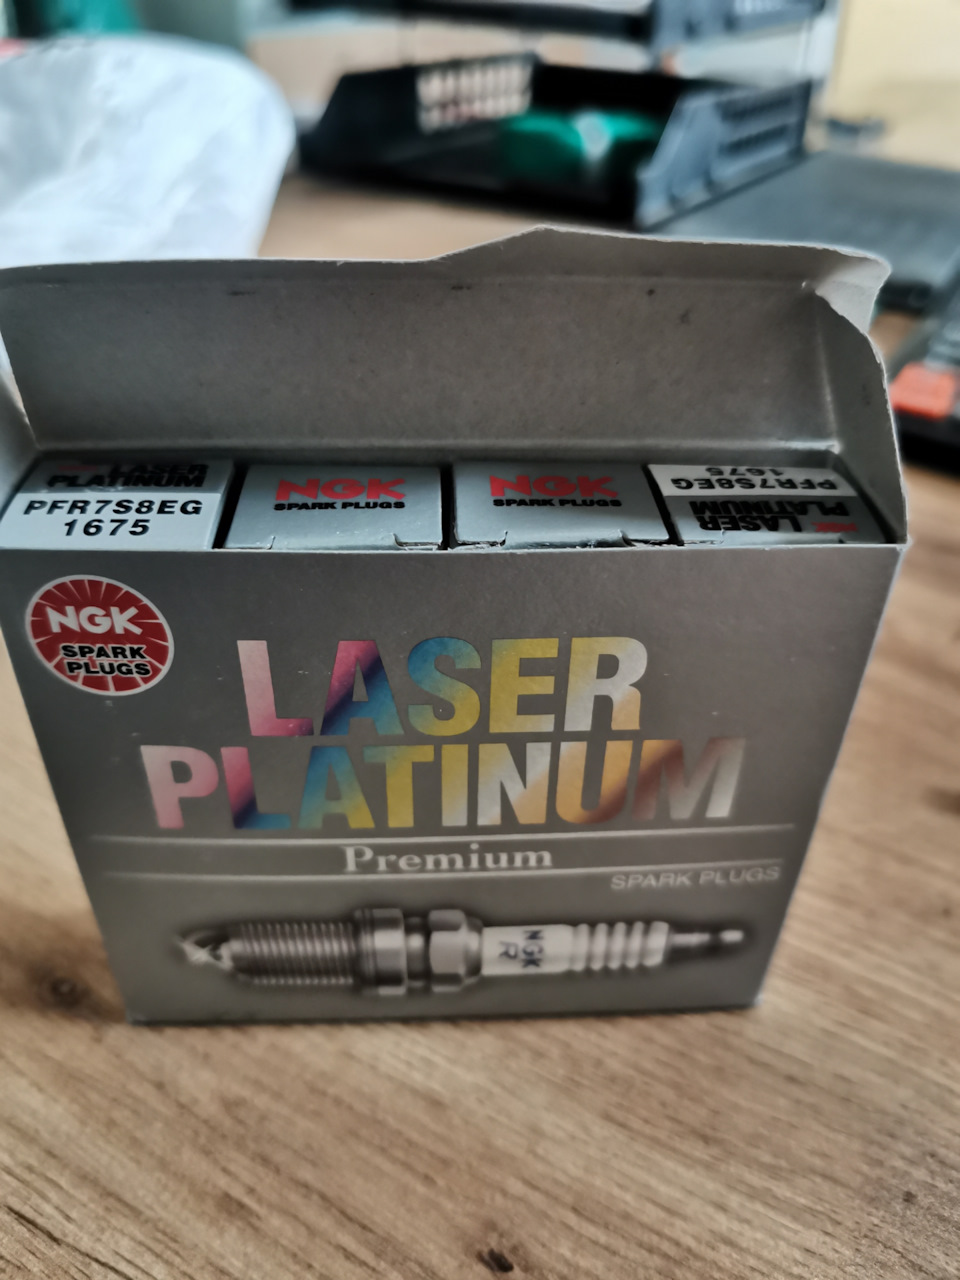 LASER
PLATINUM
PFR7S8EG
1675
NGK
SPARK PLUGS
NGK
SPARK PLUGS
1675
PFR7S8EG
LASER
PLATINUM
NGK
SPARK
PLUGS
LASER
PLATINUM
Premium
SPARK PLUGS
NGK
R